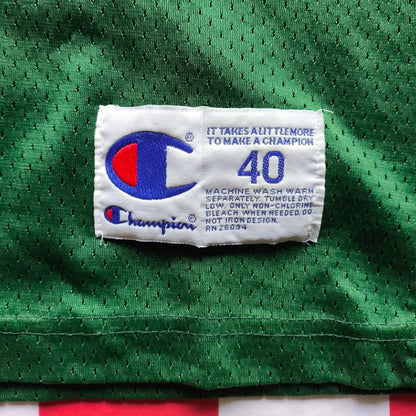 IT TAKES A LITTLE MORE
TO MAKE A CHAMPION®
40
MACHINE WASH WARM
SEPARATELY. TUMBLE DRY
LOW. ONLY NON-CHLORINE
BLEACH WHEN NEEDED. DO
NOT IRON DESIGN.
RN 26094
Champion®